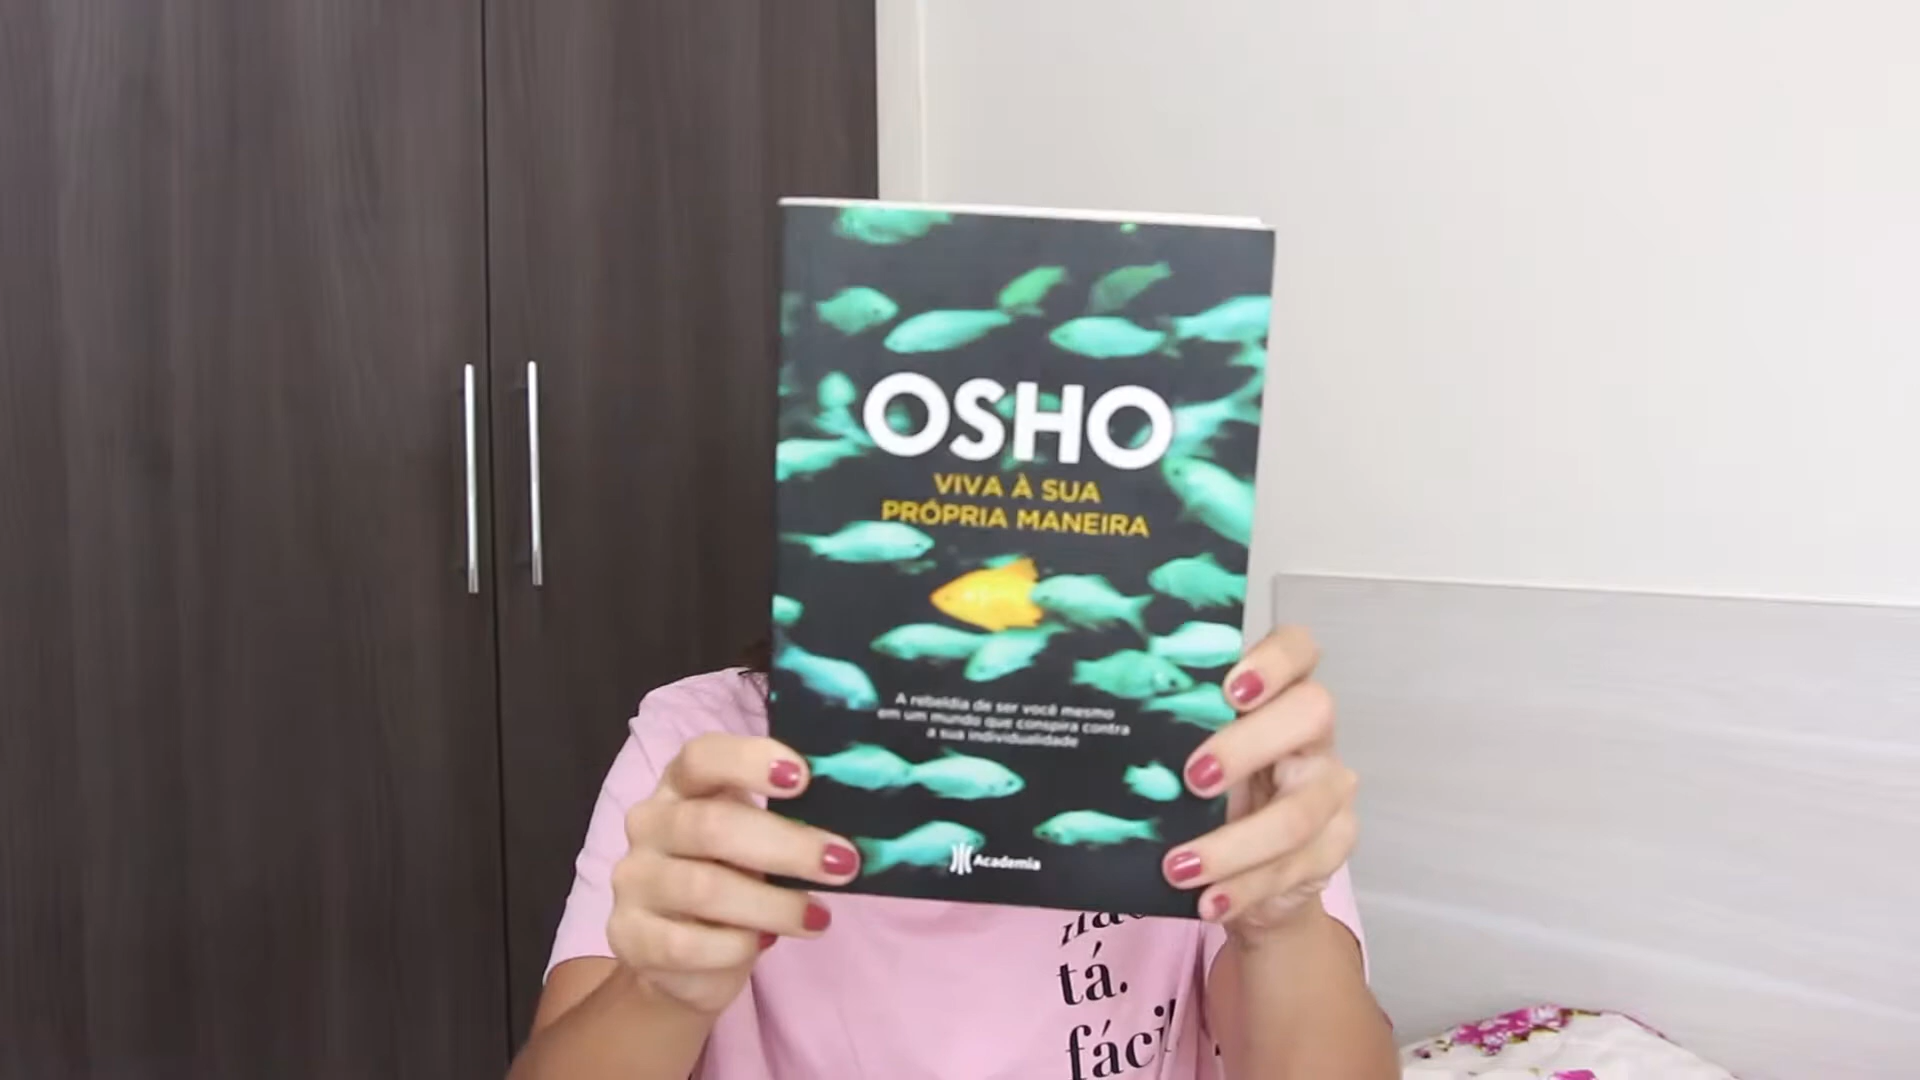 OSHO
VIVA À SUA
PRÓPRIA MANEIRA
A rebeldia de ser você mesmo
em um mundo que conspira contra
a sua individualidade
Academia
tá.
fácil